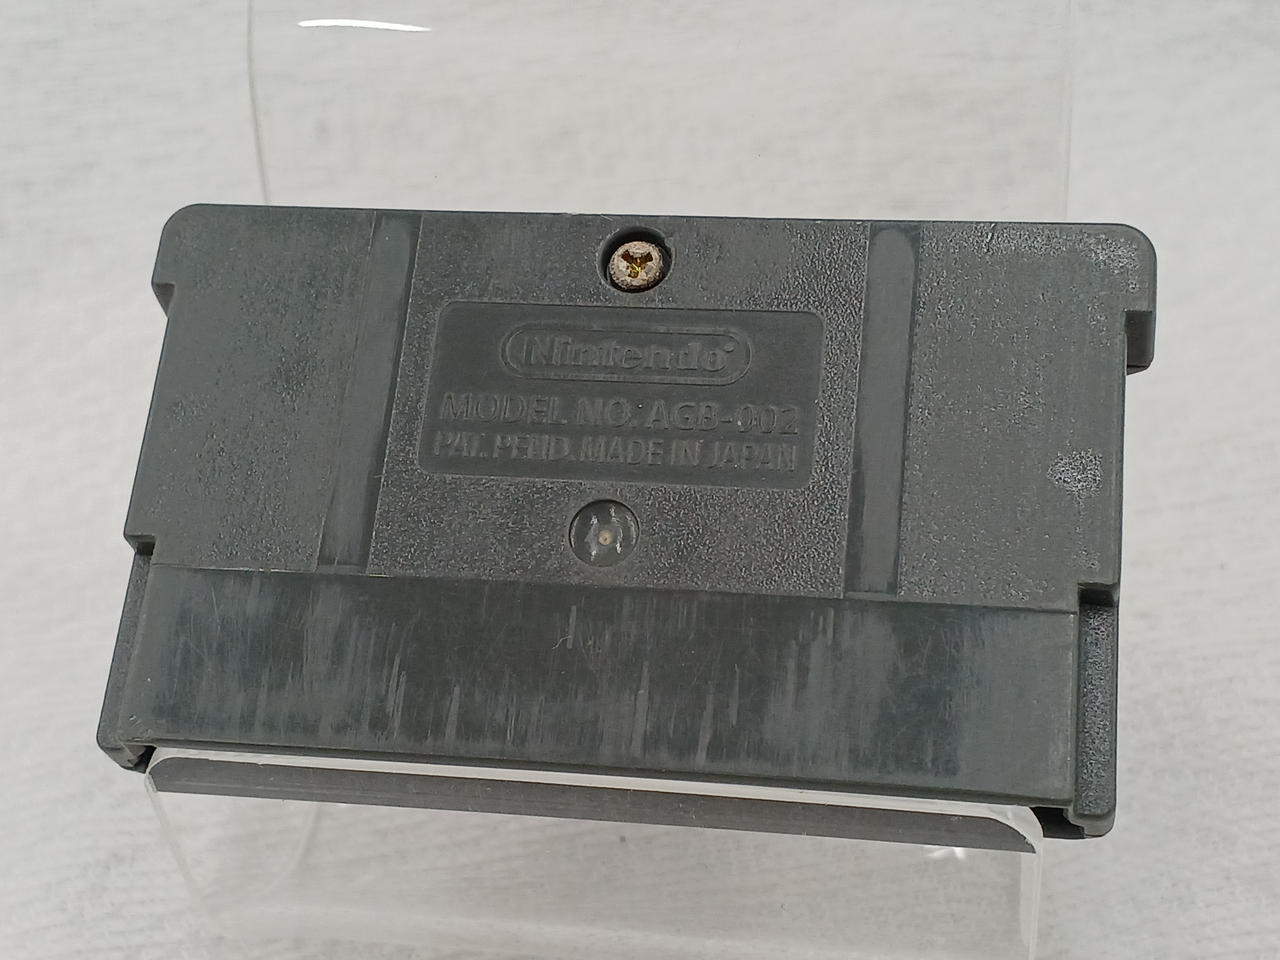 Nintendo
MODEL NO. AGB-002
PAT. PEND. MADE IN JAPAN